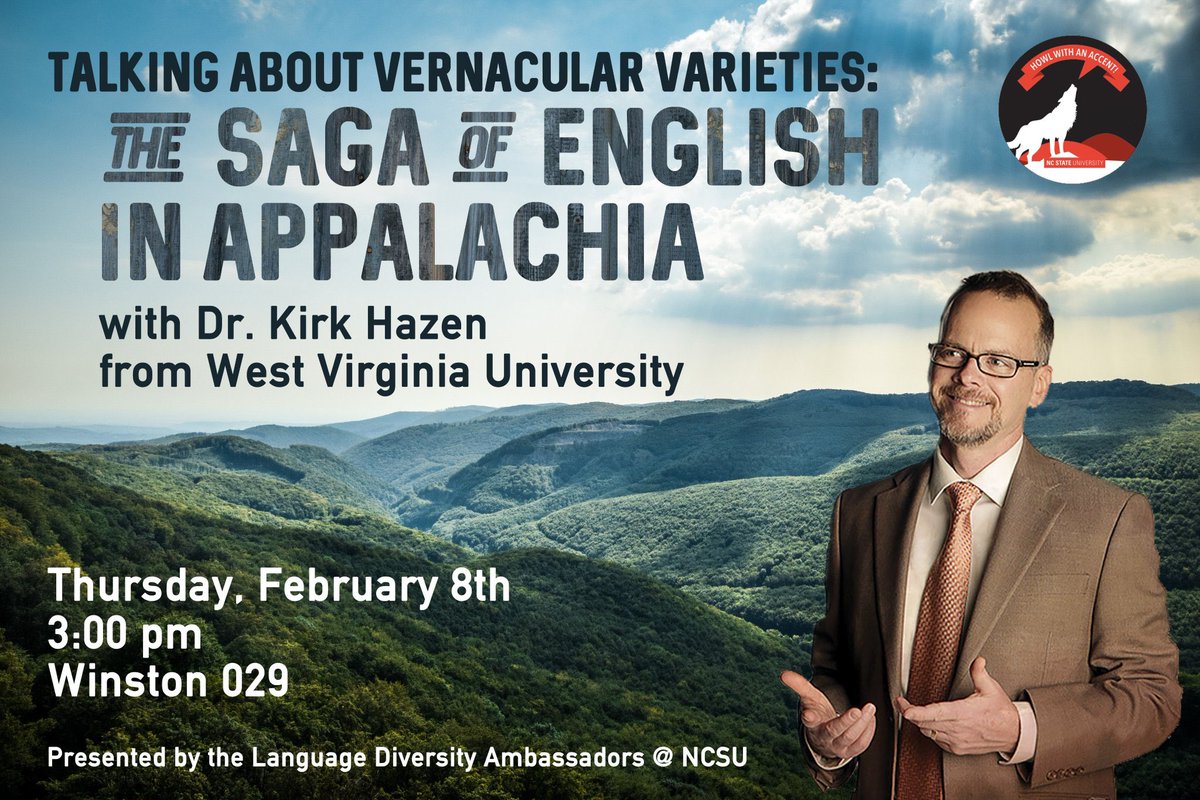 TALKING ABOUT VERNACULAR VARIETIES:
THE SAGA OF ENGLISH
IN APPALACHIA
with Dr. Kirk Hazen
from West Virginia University
HOWL WITH AN ACCENT!
NC STATE UNIVERSITY
Thursday, February 8th
3:00 pm
Winston 029
Presented by the Language Diversity Ambassadors @ NCSU